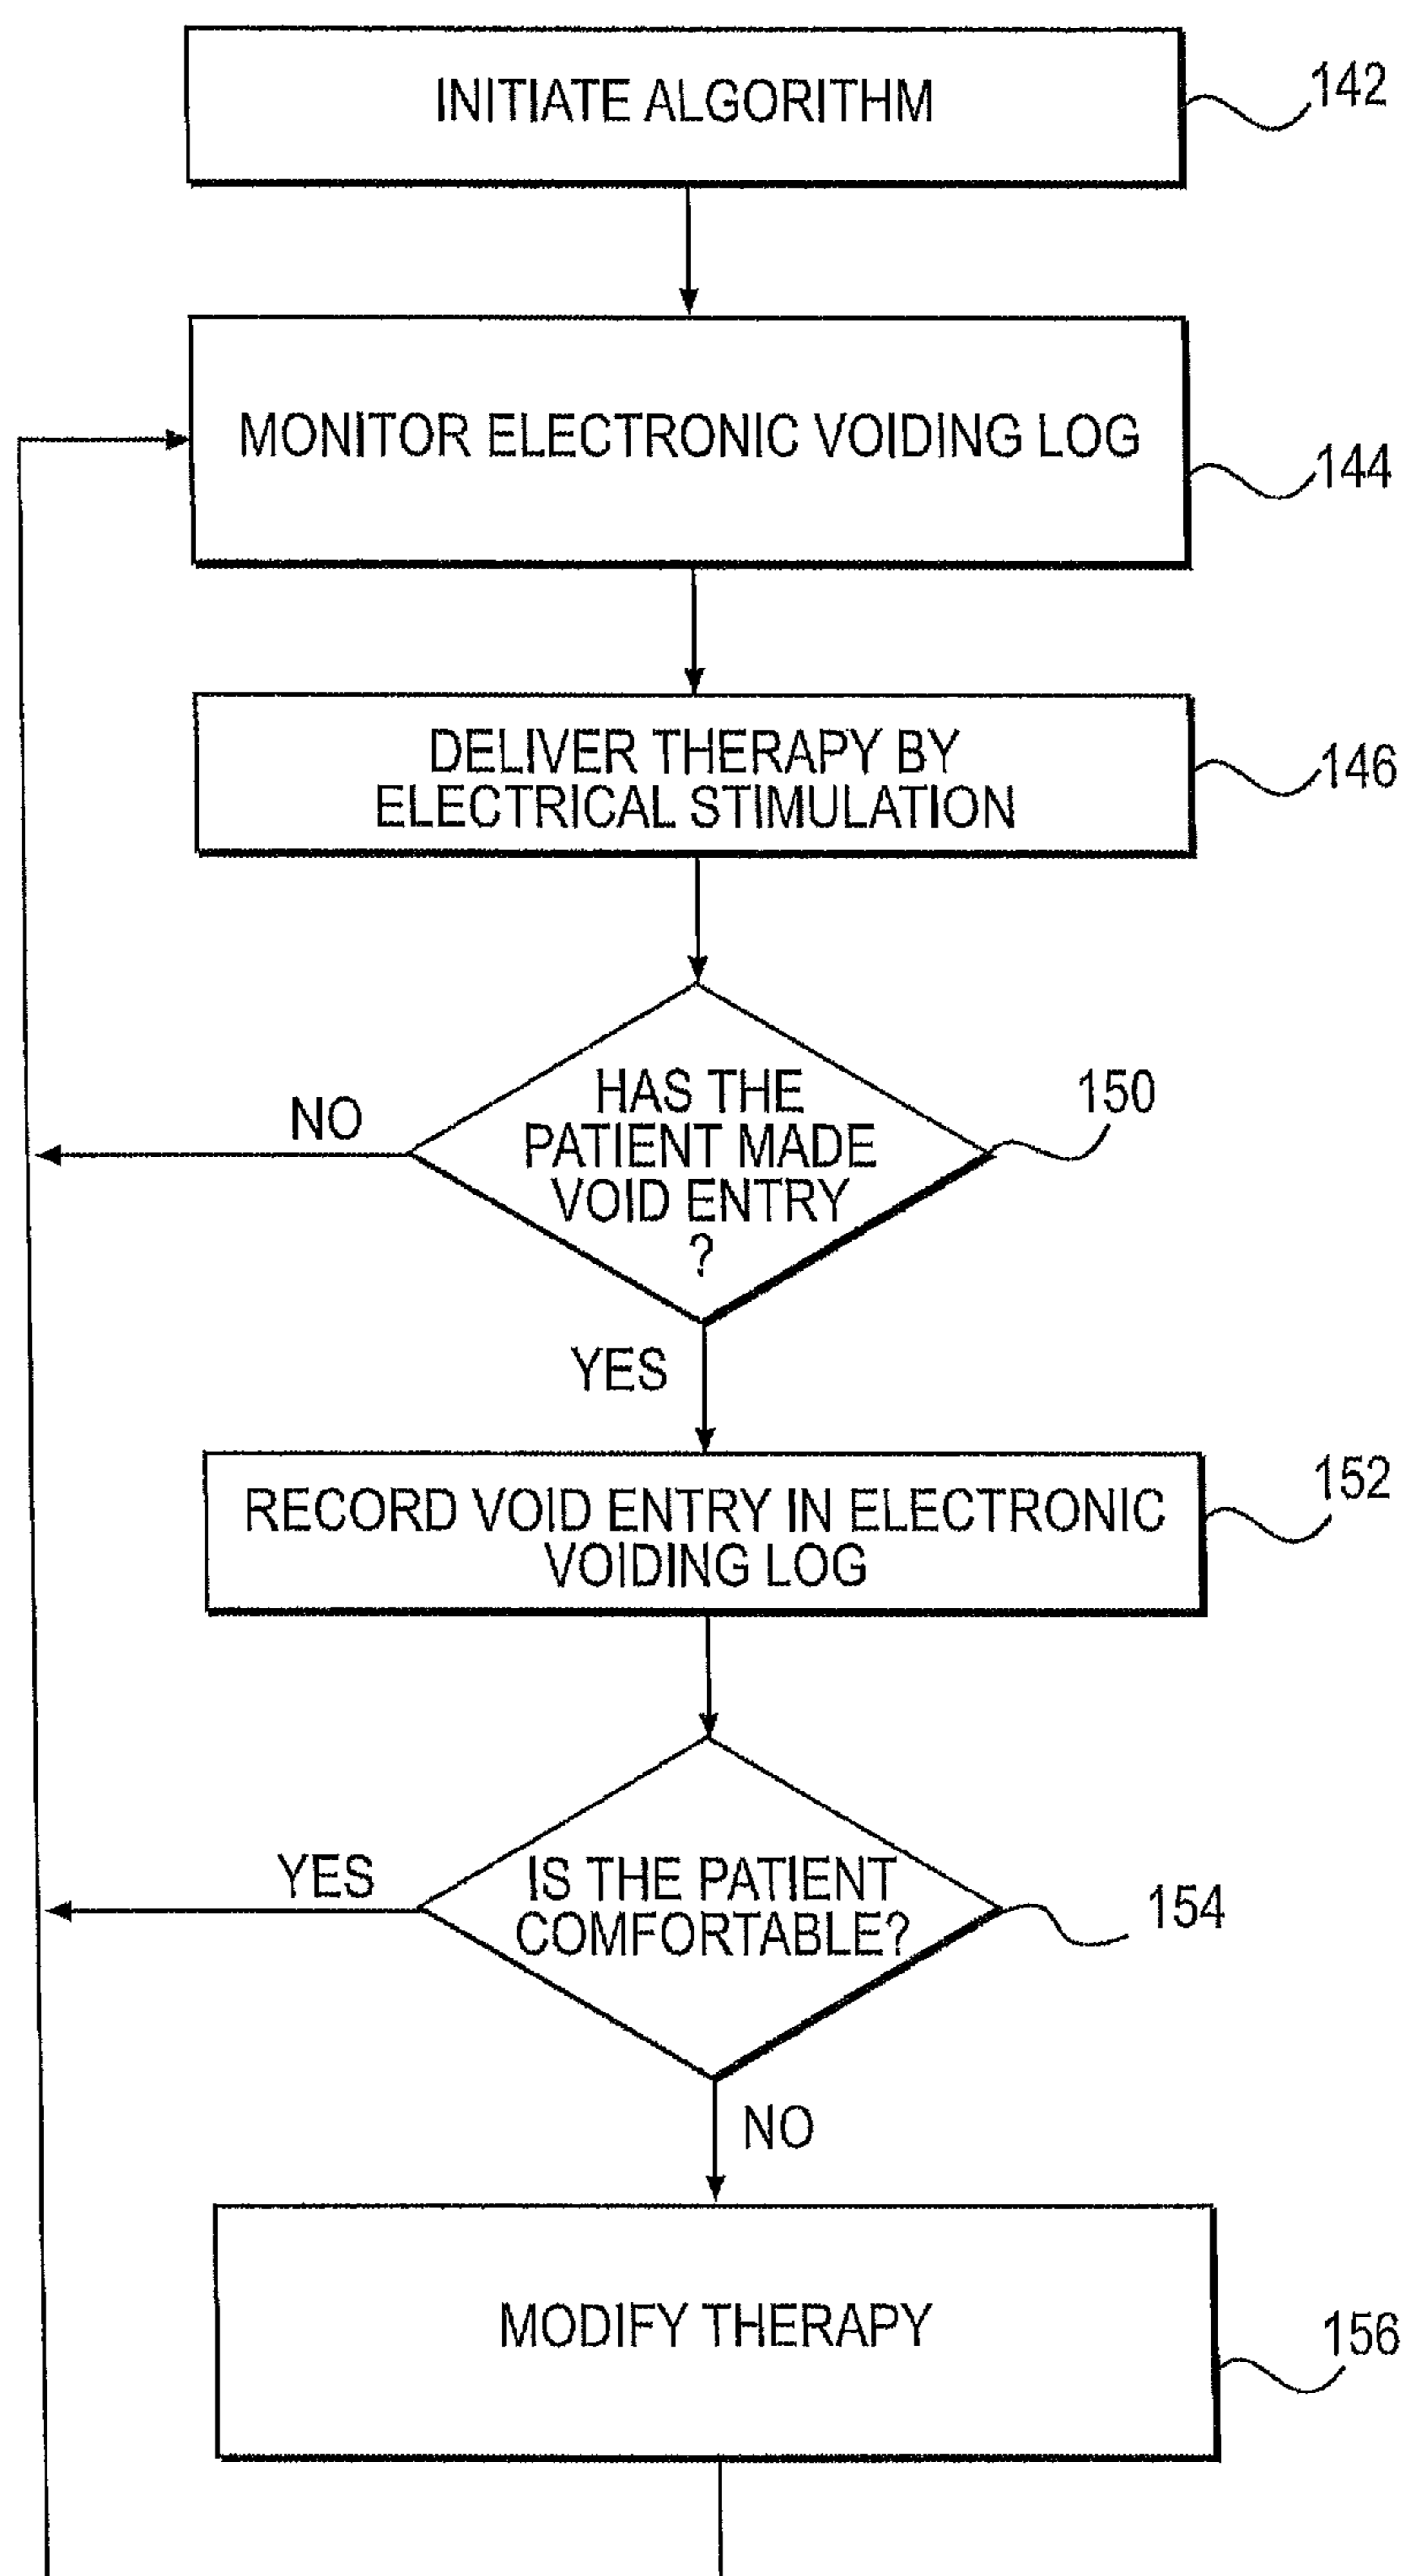 INITIATE ALGORITHM
142
MONITOR ELECTRONIC VOIDING LOG
144
DELIVER THERAPY BY
ELECTRICAL STIMULATION
146
HAS THE
PATIENT MADE
VOID ENTRY
?
150
NO
YES
RECORD VOID ENTRY IN ELECTRONIC
VOIDING LOG
152
IS THE PATIENT
COMFORTABLE?
154
YES
NO
MODIFY THERAPY
156